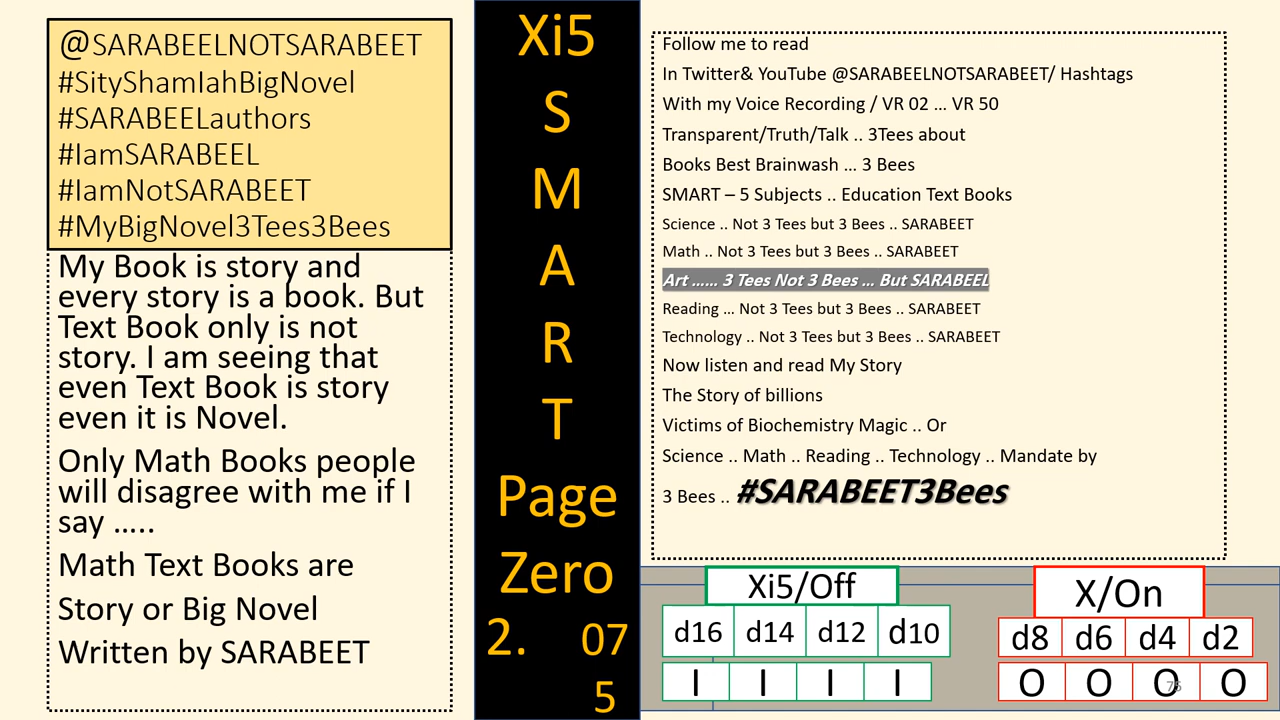 @SARABEELNOTSARABEET
#SityShamIahBigNovel
#SARABEELauthors
#IamSARABEEL
#IamNotSARABEET
#MyBigNovel3Tees3Bees
My Book is story and
every story is a book. But
Text Book only is not
story. I am seeing that
even Text Book is story
even it is Novel.
Only Math Books people
will disagree with me if I
say …..
Math Text Books are
Story or Big Novel
Written by SARABEET
Xi5
S
M
A
R
T
Page
Zero
2. 07
5
Follow me to read
In Twitter& YouTube @SARABEELNOTSARABEET/ Hashtags
With my Voice Recording / VR 02 … VR 50
Transparent/Truth/Talk .. 3Tees about
Books Best Brainwash … 3 Bees
SMART – 5 Subjects .. Education Text Books
Science .. Not 3 Tees but 3 Bees .. SARABEET
Math .. Not 3 Tees but 3 Bees .. SARABEET
Art …… 3 Tees Not 3 Bees … But SARABEEL
Reading … Not 3 Tees but 3 Bees .. SARABEET
Technology .. Not 3 Tees but 3 Bees .. SARABEET
Now listen and read My Story
The Story of billions
Victims of Biochemistry Magic .. Or
Science .. Math .. Reading .. Technology .. Mandate by
3 Bees .. #SARABEET3Bees
Xi5/Off
d16 d14 d12 d10
I I I I
X/On
d8 d6 d4 d2
O O O O
75